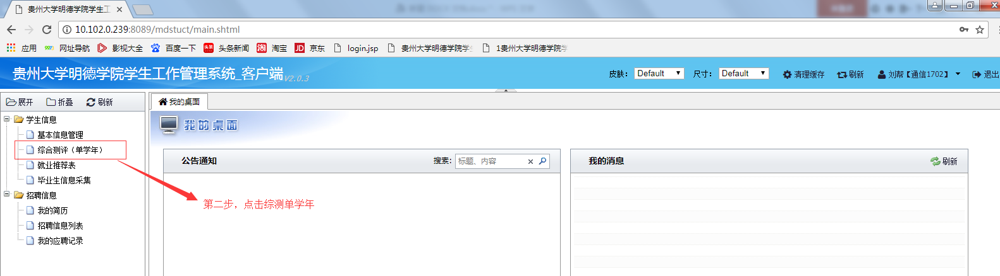 贵州大学明德学院学生工
10.102.0.239:8089/mdstuct/main.shtml
应用 网址导航 影视大全 百度一下 头条 头条新闻 淘 淘宝 JD 京东 login.jsp 贵州大学明德学院学生 1贵州大学明德学院学
贵州大学明德学院学生工作管理系统_客户端 V2.0.3 皮肤: Default 尺寸: Default 清理缓存 刷新 刘帮【通信1702】 退出
展开 折叠 刷新
我的桌面
学生信息
基本信息管理
综合测评（单学年）
就业推荐表
毕业生信息采集
招聘信息
我的简历
招聘信息列表
我的应聘记录
我的桌面
公告通知 搜索: 标题、内容
我的消息 刷新
第二步，点击综测单学年